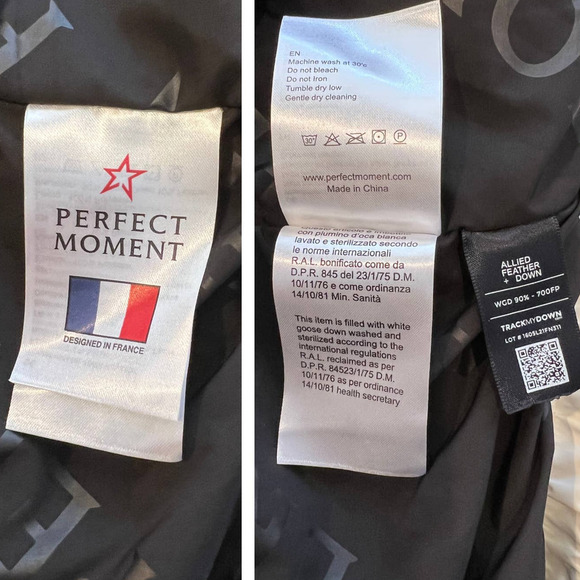 PERFECT
MOMENT
DESIGNED IN FRANCE
EN
Machine wash at 30%
Do not bleach
Do not Iron
Tumble dry low
Gentle dry cleaning
30°
P
www.perfectmoment.com
Made in China
con plumino d'oca bianca
lavato e sterilizzato secondo
le norme internazionali
R.A.L. bonificato come da
D.P.R. 845 del 23/1/75 D.M.
10/11/76 e come ordinanza
14/10/81 Min. Sanità
This item is filled with white
goose down washed and
sterilized according to the
international regulations
R.A.L. reclaimed as per
D.P.R. 84523/1/75 D.M.
10/11/76 as per ordinance
14/10/81 health secretary
ALLIED
FEATHER
+ DOWN
WGD 90% - 700FP
TRACKMYDOWN
LOT # 1605L21FN311